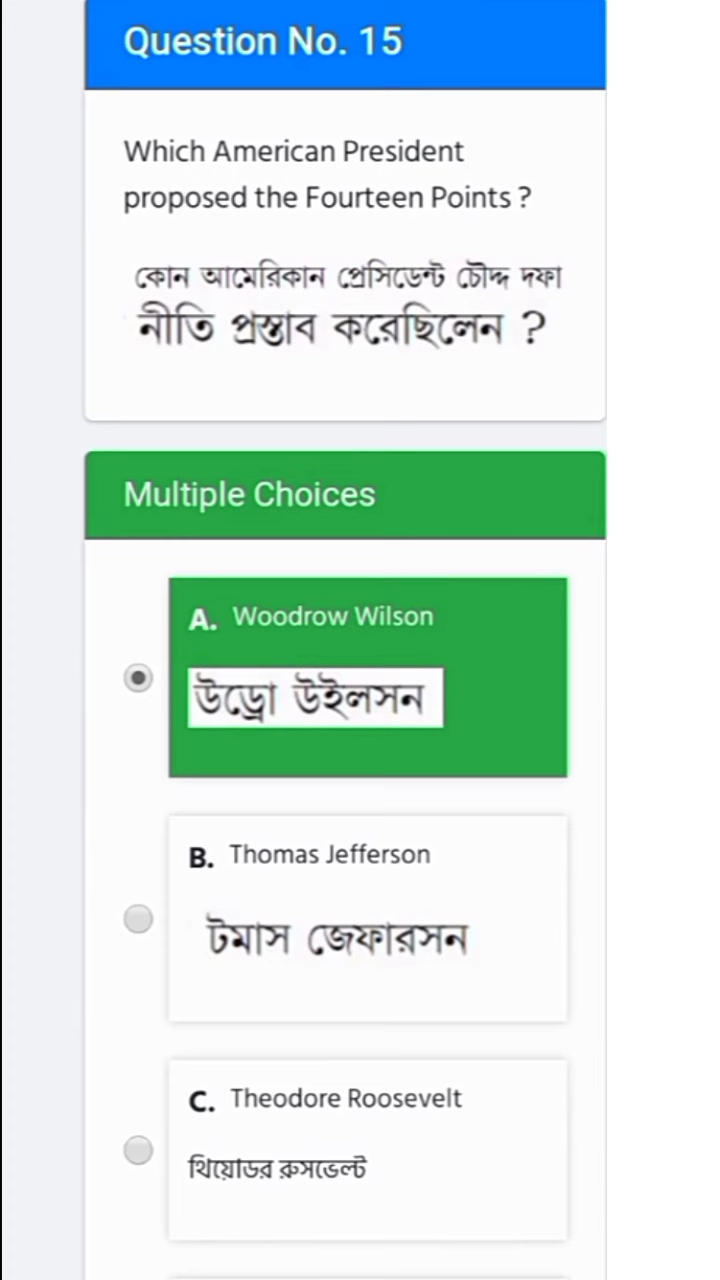 Question No. 15
Which American President
proposed the Fourteen Points ?
কোন আমেরিকান প্রেসিডেন্ট চৌদ্দ দফা
নীতি প্রস্তাব করেছিলেন ?
Multiple Choices
A. Woodrow Wilson
উড্রো উইলসন
B. Thomas Jefferson
টমাস জেফারসন
C. Theodore Roosevelt
থিয়োডর রুসভেল্ট